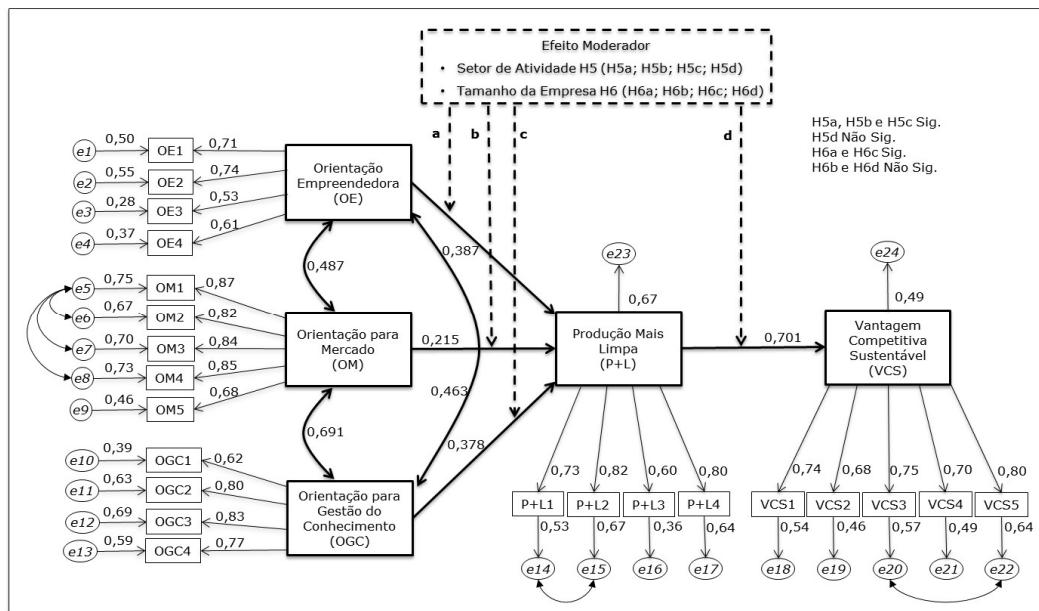 Efeito Moderador
• Setor de Atividade H5 (H5a; H5b; H5c; H5d)
• Tamanho da Empresa H6 (H6a; H6b; H6c; H6d)
a
b
c
d
H5a, H5b e H5c Sig.
H5d Não Sig.
H6a e H6c Sig.
H6b e H6d Não Sig.
e1
0,50
OE1
0,71
e2
0,55
OE2
0,74
e3
0,28
OE3
0,53
e4
0,37
OE4
0,61
Orientação
Empreendedora
(OE)
0,487
0,387
e5
0,75
OM1
0,87
e6
0,67
OM2
0,82
e7
0,70
OM3
0,84
e8
0,73
OM4
0,85
e9
0,46
OM5
0,68
Orientação para
Mercado
(OM)
0,215
0,463
0,691
0,378
e10
0,39
OGC1
0,62
e11
0,63
OGC2
0,80
e12
0,69
OGC3
0,83
e13
0,59
OGC4
0,77
Orientação para
Gestão do
Conhecimento
(OGC)
e23
0,67
Produção Mais
Limpa
(P+L)
0,701
e24
0,49
Vantagem
Competitiva
Sustentável
(VCS)
0,73
0,82
0,60
0,80
P+L1
P+L2
P+L3
P+L4
0,53
0,67
0,36
0,64
e14
e15
e16
e17
0,74
0,68
0,75
0,70
0,80
VCS1
VCS2
VCS3
VCS4
VCS5
0,54
0,46
0,57
0,49
0,64
e18
e19
e20
e21
e22